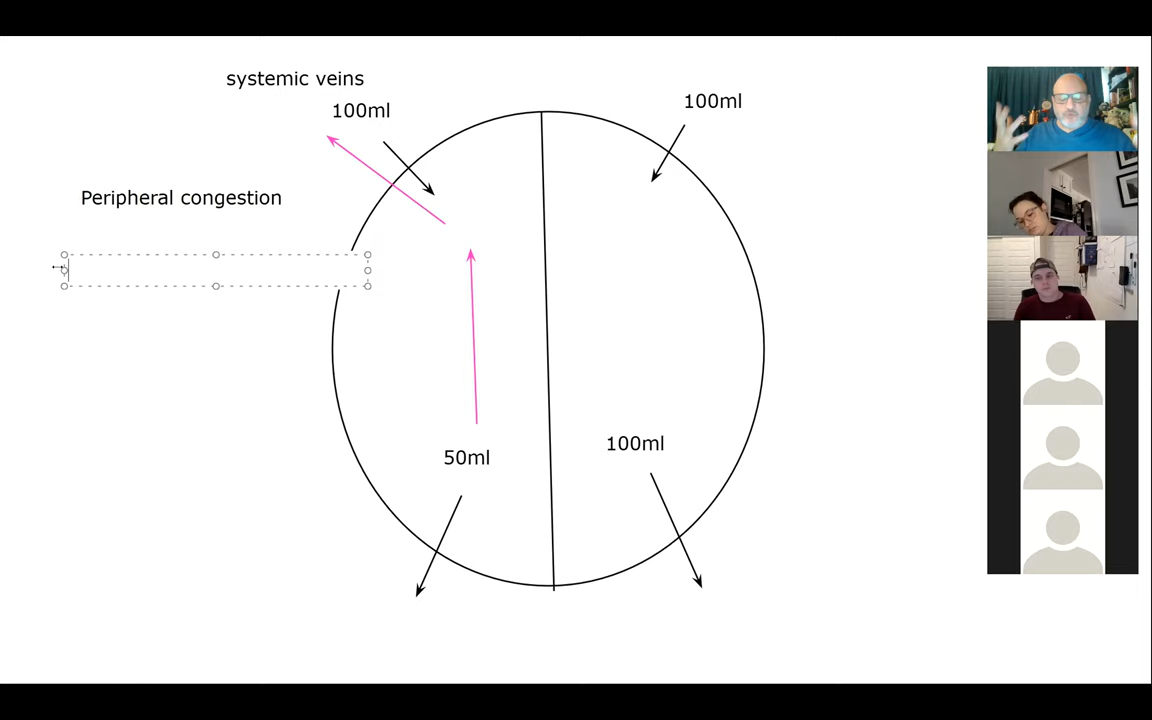 systemic veins
100ml
100ml
Peripheral congestion
50ml
100ml